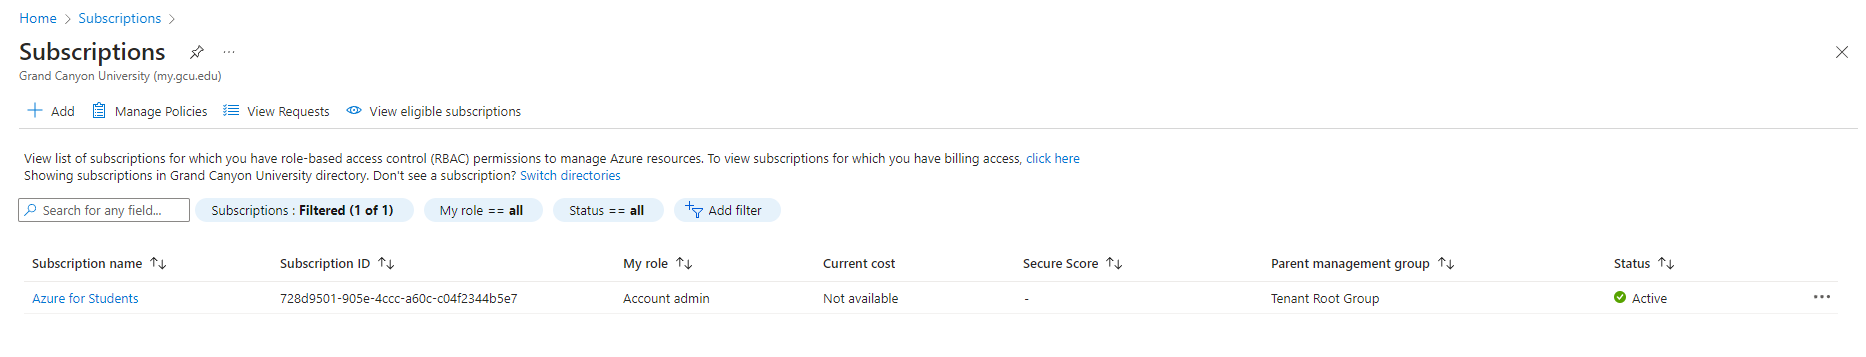 Home > Subscriptions >
Subscriptions
Grand Canyon University (my.gcu.edu)
Add Manage Policies View Requests View eligible subscriptions
View list of subscriptions for which you have role-based access control (RBAC) permissions to manage Azure resources. To view subscriptions for which you have billing access, click here
Showing subscriptions in Grand Canyon University directory. Don't see a subscription? Switch directories
Search for any field... Subscriptions : Filtered (1 of 1) My role == all Status == all Add filter
Subscription name Subscription ID My role Current cost Secure Score Parent management group Status
Azure for Students 728d9501-905e-4ccc-a60c-c04f2344b5e7 Account admin Not available - Tenant Root Group Active